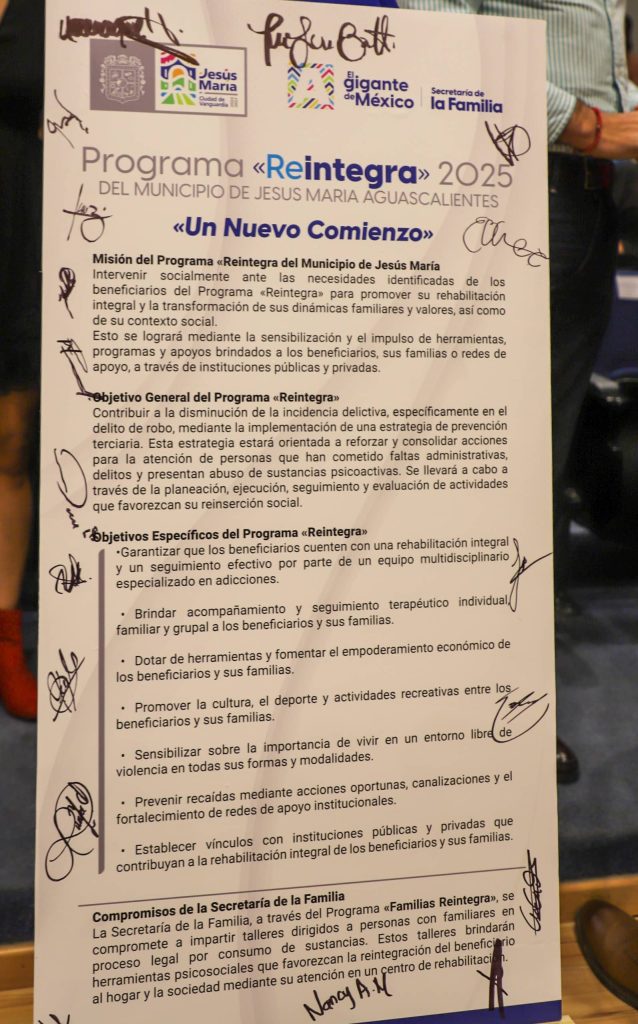 Jesús
María
Ciudad de
Vanguardia
El
gigante
de México
Secretaría de
la Familia
Programa «Reintegra» 2025
DEL MUNICIPIO DE JESUS MARIA AGUASCALIENTES
«Un Nuevo Comienzo»
Misión del Programa «Reintegra del Municipio de Jesús María
Intervenir socialmente ante las necesidades identificadas de los
beneficiarios del Programa «Reintegra» para promover su rehabilitación
integral y la transformación de sus dinámicas familiares y valores, así como
de su contexto social.
Esto se logrará mediante la sensibilización y el impulso de herramientas,
programas y apoyos brindados a los beneficiarios, sus familias o redes de
apoyo, a través de instituciones públicas y privadas.
Objetivo General del Programa «Reintegra»
Contribuir a la disminución de la incidencia delictiva, específicamente en el
delito de robo, mediante la implementación de una estrategia de prevención
terciaria. Esta estrategia estará orientada a reforzar y consolidar acciones
para la atención de personas que han cometido faltas administrativas,
delitos y presentan abuso de sustancias psicoactivas. Se llevará a cabo a
través de la planeación, ejecución, seguimiento y evaluación de actividades
que favorezcan su reinserción social.
Objetivos Específicos del Programa «Reintegra»
•Garantizar que los beneficiarios cuenten con una rehabilitación integral
y un seguimiento efectivo por parte de un equipo multidisciplinario
especializado en adicciones.
• Brindar acompañamiento y seguimiento terapéutico individual,
familiar y grupal a los beneficiarios y sus familias.
• Dotar de herramientas y fomentar el empoderamiento económico de
los beneficiarios y sus familias.
• Promover la cultura, el deporte y actividades recreativas entre los
beneficiarios y sus familias.
• Sensibilizar sobre la importancia de vivir en un entorno libre de
violencia en todas sus formas y modalidades.
• Prevenir recaídas mediante acciones oportunas, canalizaciones y el
fortalecimiento de redes de apoyo institucionales.
• Establecer vínculos con instituciones públicas y privadas que
contribuyan a la rehabilitación integral de los beneficiarios y sus familias.
Compromisos de la Secretaría de la Familia
La Secretaría de la Familia, a través del Programa «Familias Reintegra», se
compromete a impartir talleres dirigidos a personas con familiares en
proceso legal por consumo de sustancias. Estos talleres brindarán
herramientas psicosociales que favorezcan la reintegración del beneficiario
al hogar y la sociedad mediante su atención en un centro de rehabilitación.
Nancy A.M